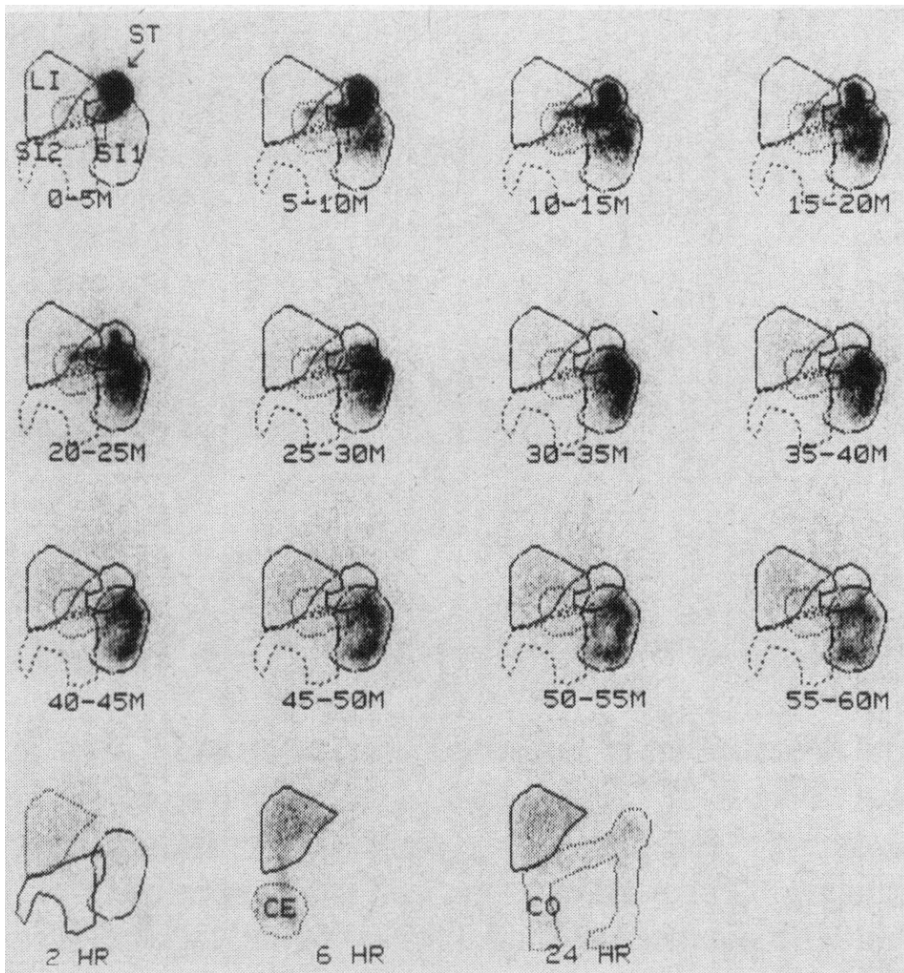 ST
LI
SI2 SI1
0-5M 5-10M 10-15M 15-20M
20-25M 25-30M 30-35M 35-40M
40-45M 45-50M 50-55M 55-60M
CE CO
2 HR 6 HR 24 HR